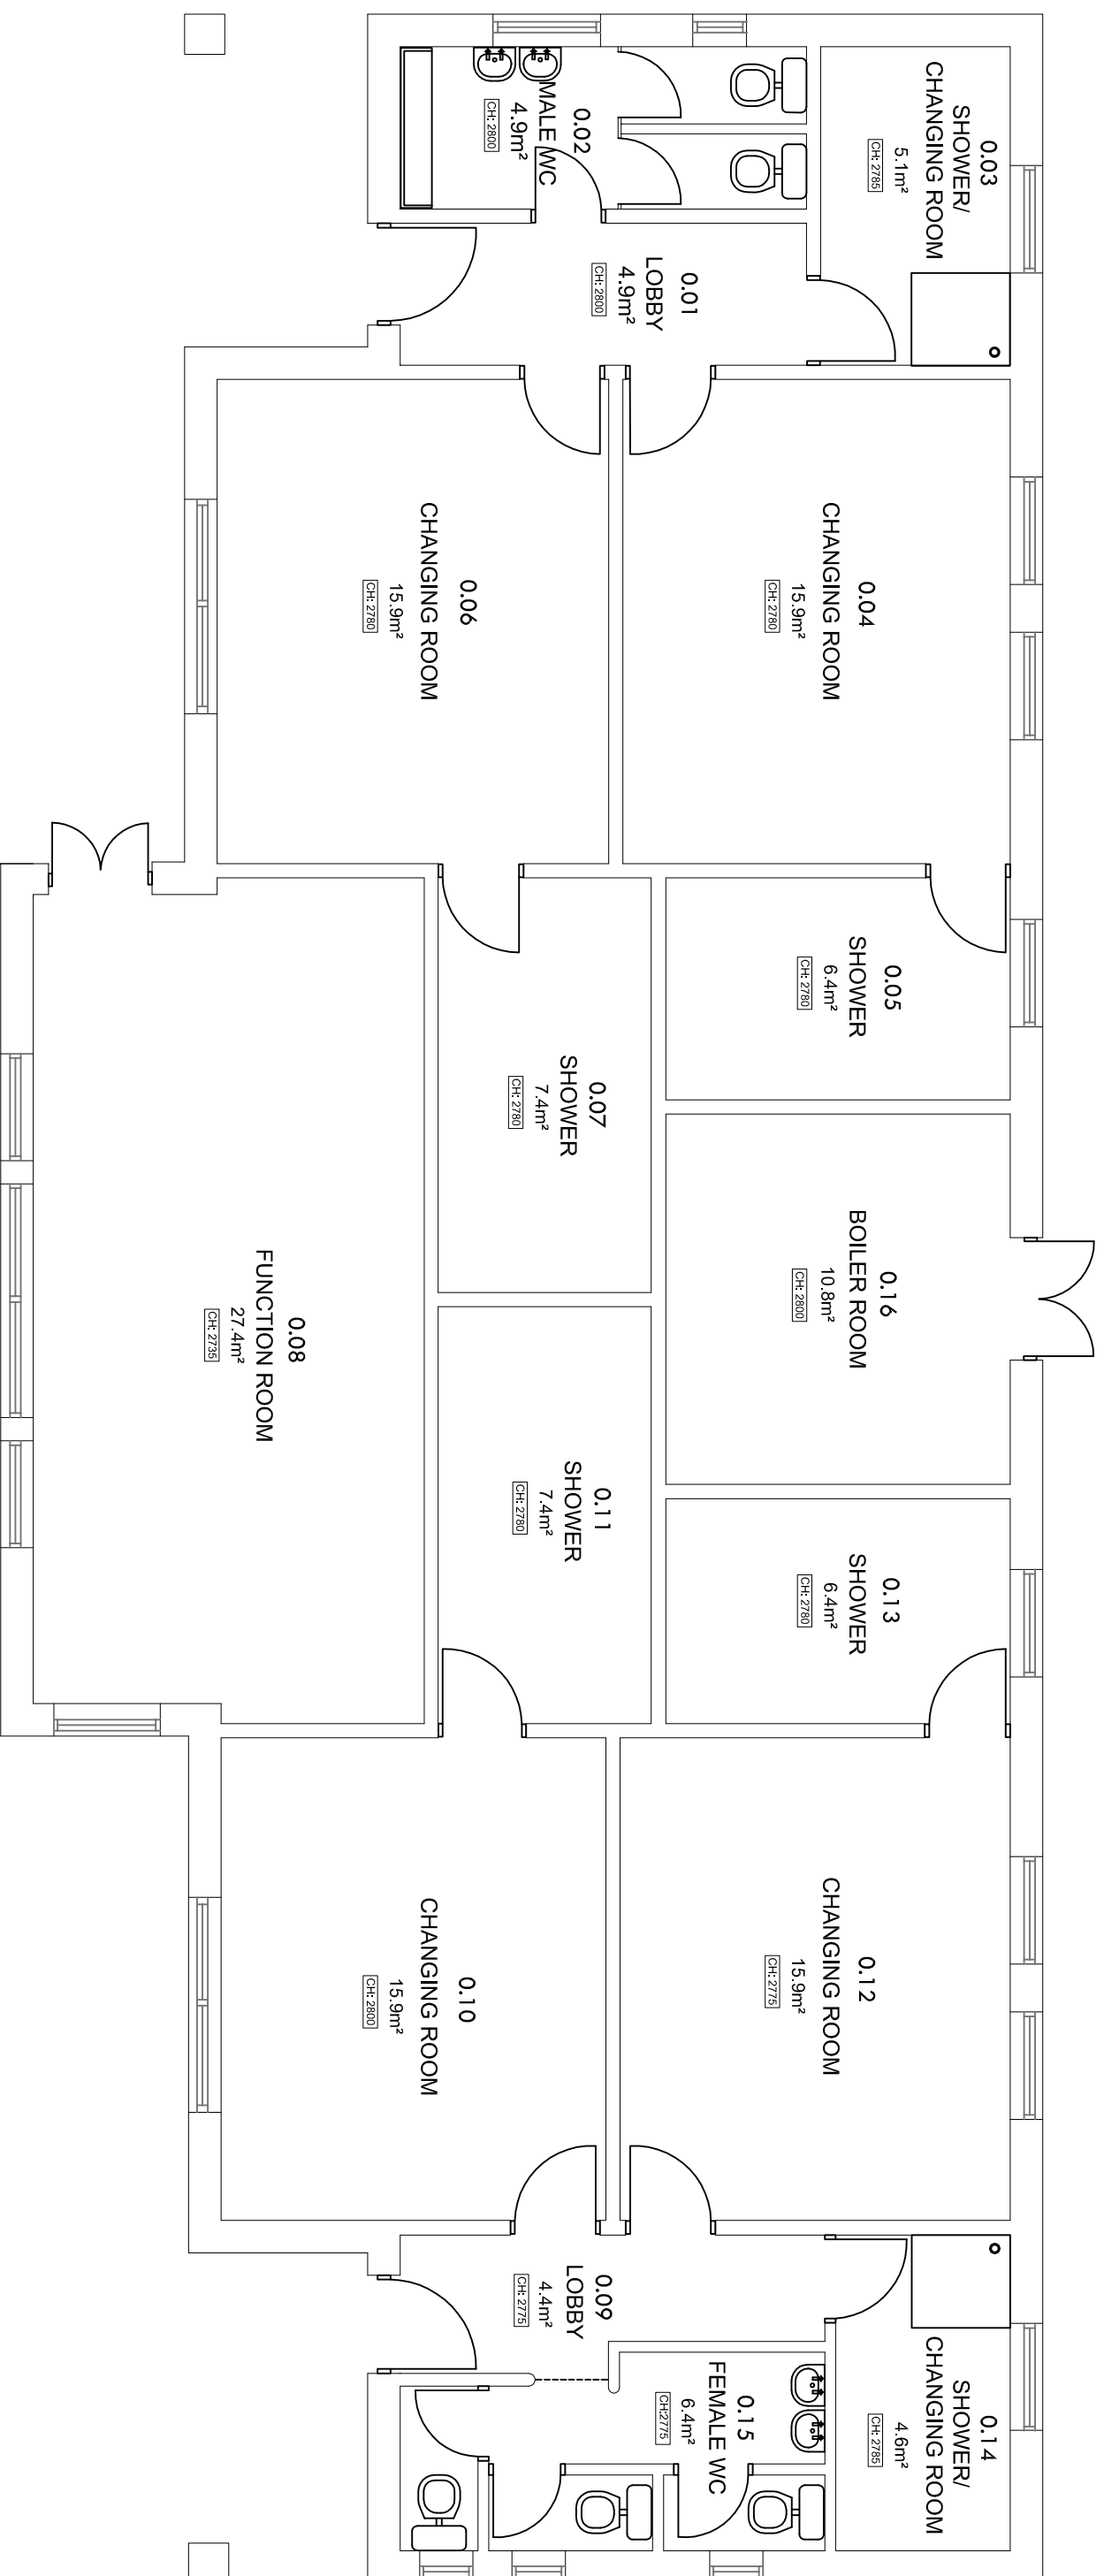 0.03
SHOWER/
CHANGING ROOM
5.1m²
CH: 2785
0.02
MALE WC
4.9m²
CH: 2800
0.01
LOBBY
4.9m²
CH: 2800
0.04
CHANGING ROOM
15.9m²
CH: 2780
0.06
CHANGING ROOM
15.9m²
CH: 2780
0.05
SHOWER
6.4m²
CH: 2780
0.07
SHOWER
7.4m²
CH: 2780
0.16
BOILER ROOM
10.8m²
CH: 2800
0.08
FUNCTION ROOM
27.4m²
CH: 2735
0.11
SHOWER
7.4m²
CH: 2780
0.13
SHOWER
6.4m²
CH: 2780
0.12
CHANGING ROOM
15.9m²
CH: 2775
0.10
CHANGING ROOM
15.9m²
CH: 2800
0.09
LOBBY
4.4m²
CH: 2775
0.15
FEMALE WC
6.4m²
CH:2775
0.14
SHOWER/
CHANGING ROOM
4.6m²
CH: 2785